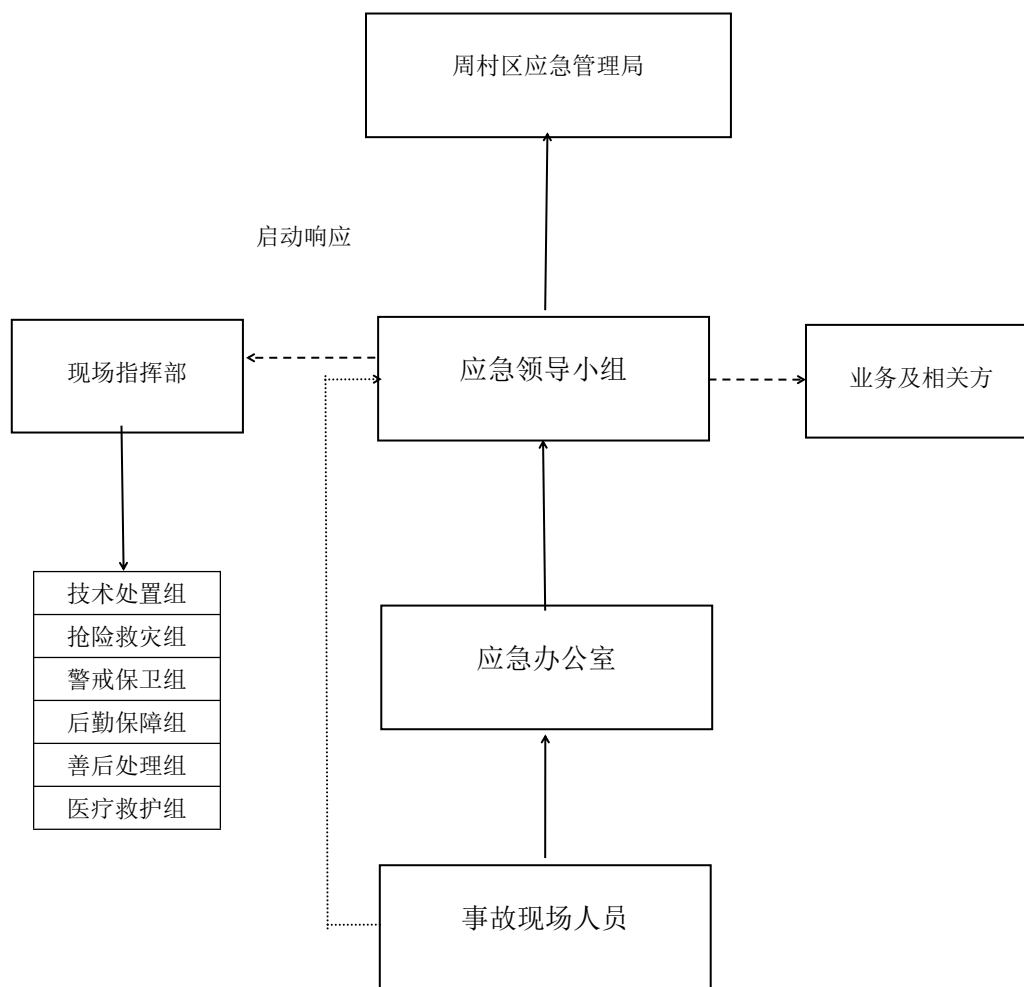 周村区应急管理局
启动响应
现场指挥部
应急领导小组
业务及相关方
技术处置组
抢险救灾组
警戒保卫组
后勤保障组
善后处理组
医疗救护组
应急办公室
事故现场人员